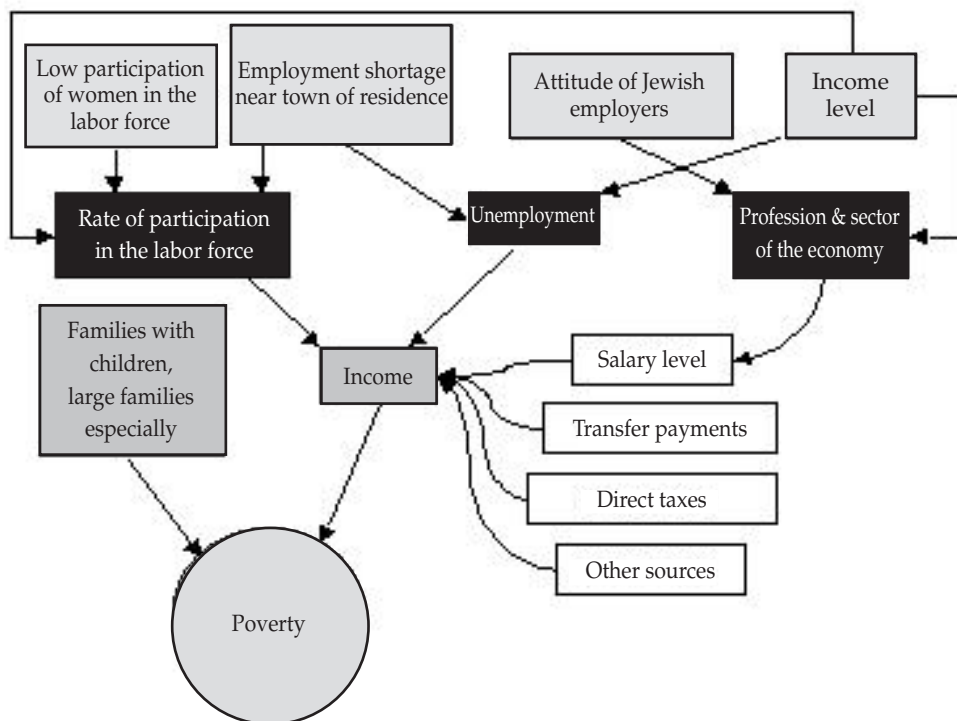 Low participation
of women in the
labor force
Employment shortage
near town of residence
Attitude of Jewish
employers
Income
level
Rate of participation
in the labor force
Unemployment
Profession & sector
of the economy
Families with
children,
large families
especially
Income
Salary level
Transfer payments
Direct taxes
Other sources
Poverty